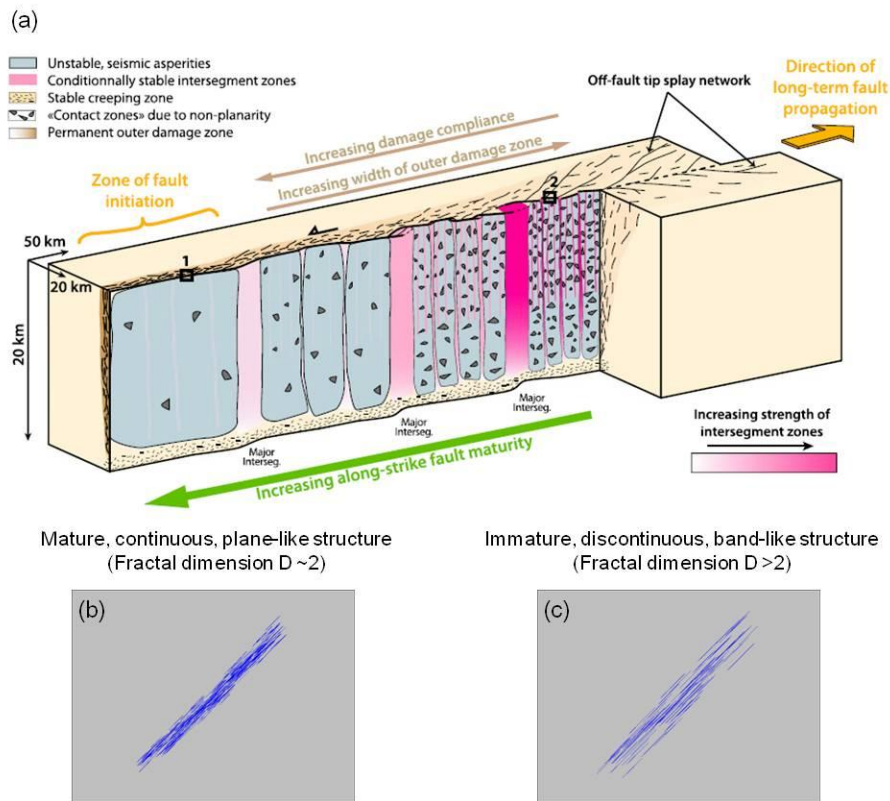 (a)
Unstable, seismic asperities
Conditionnally stable intersegment zones
Stable creeping zone
«Contact zones» due to non-planarity
Permanent outer damage zone
Off-fault tip splay network
Direction of
long-term fault
propagation
Increasing damage compliance
Increasing width of outer damage zone
Zone of fault
initiation
2
1
50 km
20 km
20 km
Major
Interseg.
Major
Interseg.
Major
Interseg.
Increasing along-strike fault maturity
Increasing strength of
intersegment zones
Mature, continuous, plane-like structure
(Fractal dimension D ~2)
Immature, discontinuous, band-like structure
(Fractal dimension D >2)
(b)
(c)